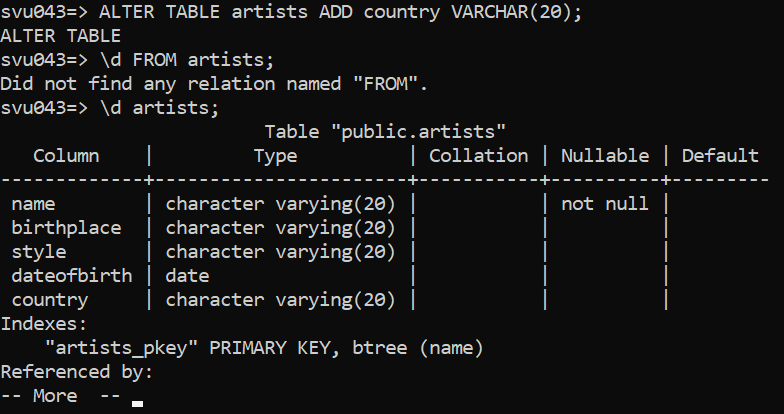 svu043=> ALTER TABLE artists ADD country VARCHAR(20);
ALTER TABLE
svu043=> \d FROM artists;
Did not find any relation named "FROM".
svu043=> \d artists;
                      Table "public.artists"
   Column    |         Type          | Collation | Nullable | Default
-------------+-----------------------+-----------+----------+---------
 name        | character varying(20) |           | not null |
 birthplace  | character varying(20) |           |          |
 style       | character varying(20) |           |          |
 dateofbirth | date                  |           |          |
 country     | character varying(20) |           |          |
Indexes:
    "artists_pkey" PRIMARY KEY, btree (name)
Referenced by:
-- More  --